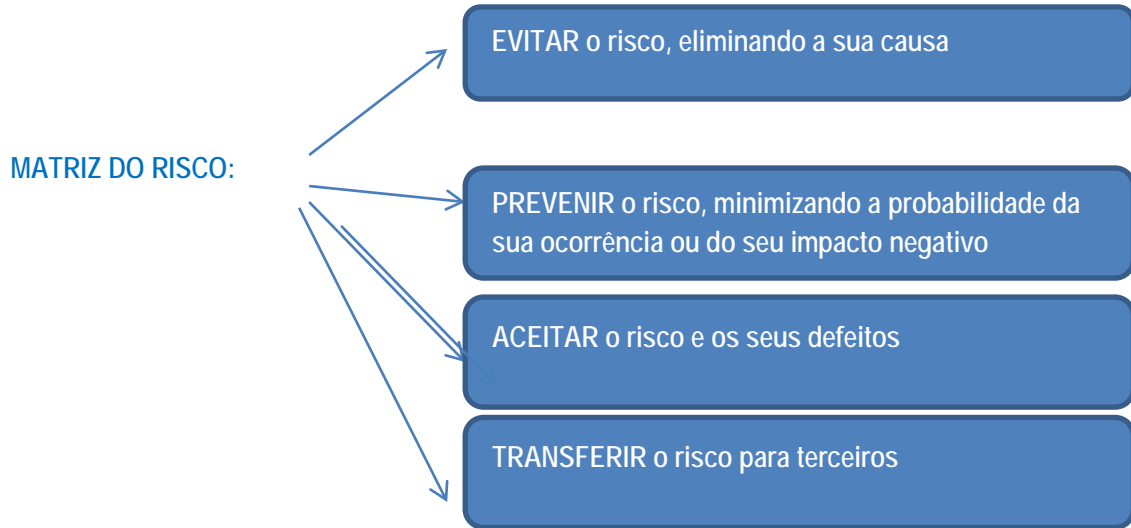 EVITAR o risco, eliminando a sua causa
MATRIZ DO RISCO:
PREVENIR o risco, minimizando a probabilidade da
sua ocorrência ou do seu impacto negativo
ACEITAR o risco e os seus defeitos
TRANSFERIR o risco para terceiros